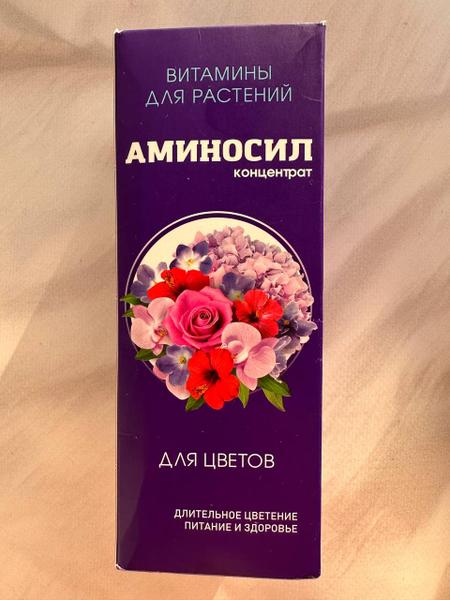 ВИТАМИНЫ
ДЛЯ РАСТЕНИЙ
АМИНОСИЛ
концентрат
ДЛЯ ЦВЕТОВ
ДЛИТЕЛЬНОЕ ЦВЕТЕНИЕ
ПИТАНИЕ И ЗДОРОВЬЕ